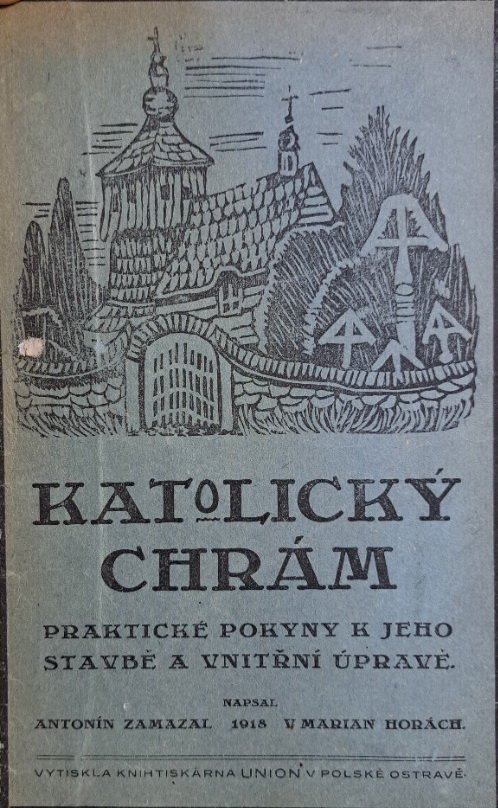 KATOLICKÝ
CHRÁM
PRAKTICKÉ POKYNY K JEHO
STAVBĚ A VNITŘNÍ ÚPRAVĚ.
NAPSAL
ANTONÍN ZAMAZAL 1918 V MARIAN HORÁCH.
VYTISKLA KNIHTISKÁRNA UNION V POLSKÉ OSTRAVĚ.